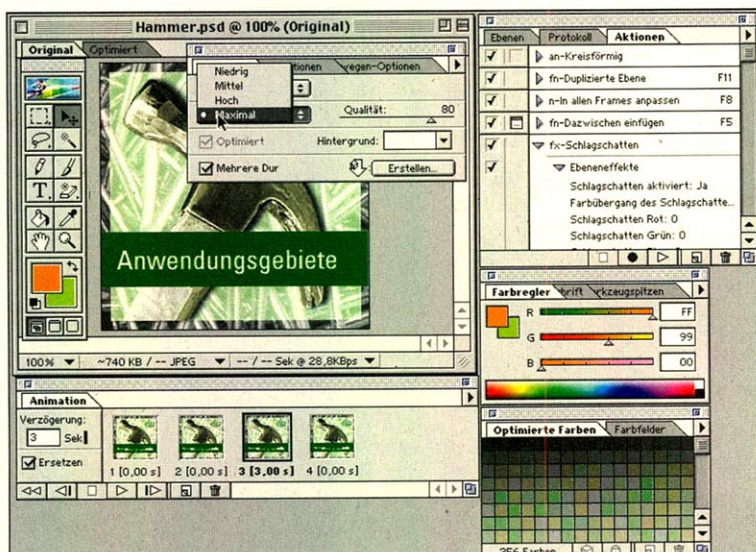 Hammer.psd @ 100% (Original)
Original
Optimiert
tionen
regen-Optionen
Niedrig
Mittel
Hoch
Maximal
Qualität: 80
Optimiert
Hintergrund:
Mehrere Dur
Erstellen...
T
Anwendungsgebiete
100%
~740 KB / -- JPEG
-- / -- Sek @ 28,8KBps
Animation
Verzögerung:
3 Sek
Ersetzen
1 [0,00 s]
2 [0,00 s]
3 [3,00 s]
4 [0,00 s]
Ebenen
Protokoll
Aktionen
an-Kreisförmig
fn-Duplizierte Ebene F11
n-In allen Frames anpassen F8
fn-Dazwischen einfügen F5
fx-Schlagschatten
Ebeneneffekte
Schlagschatten aktiviert: Ja
Farbübergang des Schlagschatte...
Schlagschatten Rot: 0
Schlagschatten Grün: 0
Farbregler
hrift
rkzeugspitzen
R FF
G 99
B 00
Optimierte Farben
Farbfelder
256 Farben